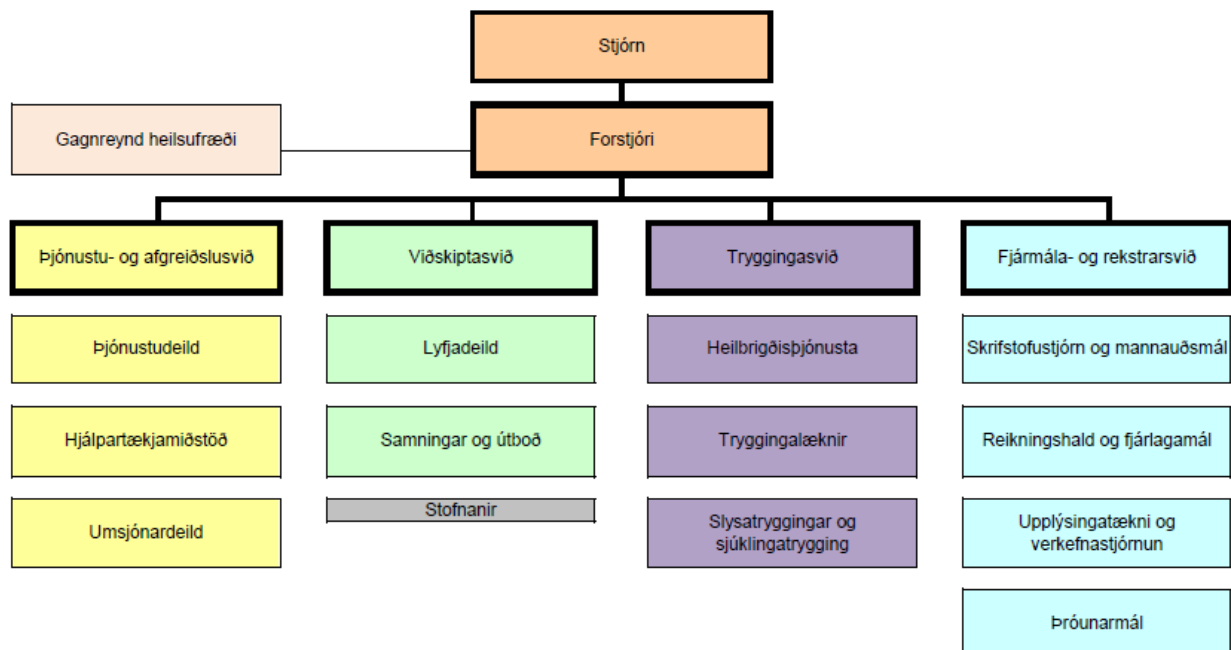 Stjórn
Gagnreynd heilsufræði
Forstjóri
Þjónustu- og afgreiðslusvið
Viðskiptasvið
Tryggingasvið
Fjármála- og rekstrarsvið
Þjónustudeild
Lyfjadeild
Heilbrigðisþjónusta
Skrifstofustjórn og mannauðsmál
Hjálpartækjamiðstöð
Samningar og útboð
Tryggingalæknir
Reikningshald og fjárlagamál
Umsjónardeild
Stofnanir
Slysatryggingar og
sjúklingatrygging
Upplýsingatækni og
verkefnastjórnun
Þróunarmál